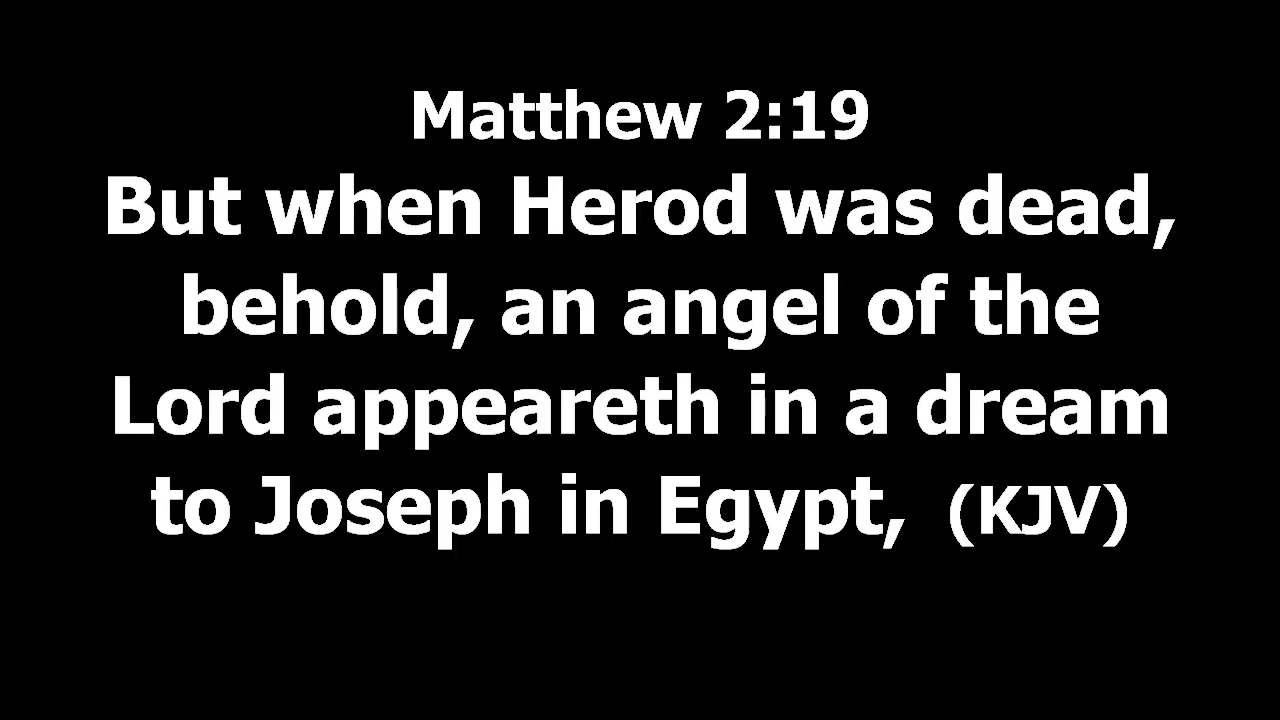 Matthew 2:19
But when Herod was dead,
behold, an angel of the
Lord appeareth in a dream
to Joseph in Egypt, (KJV)